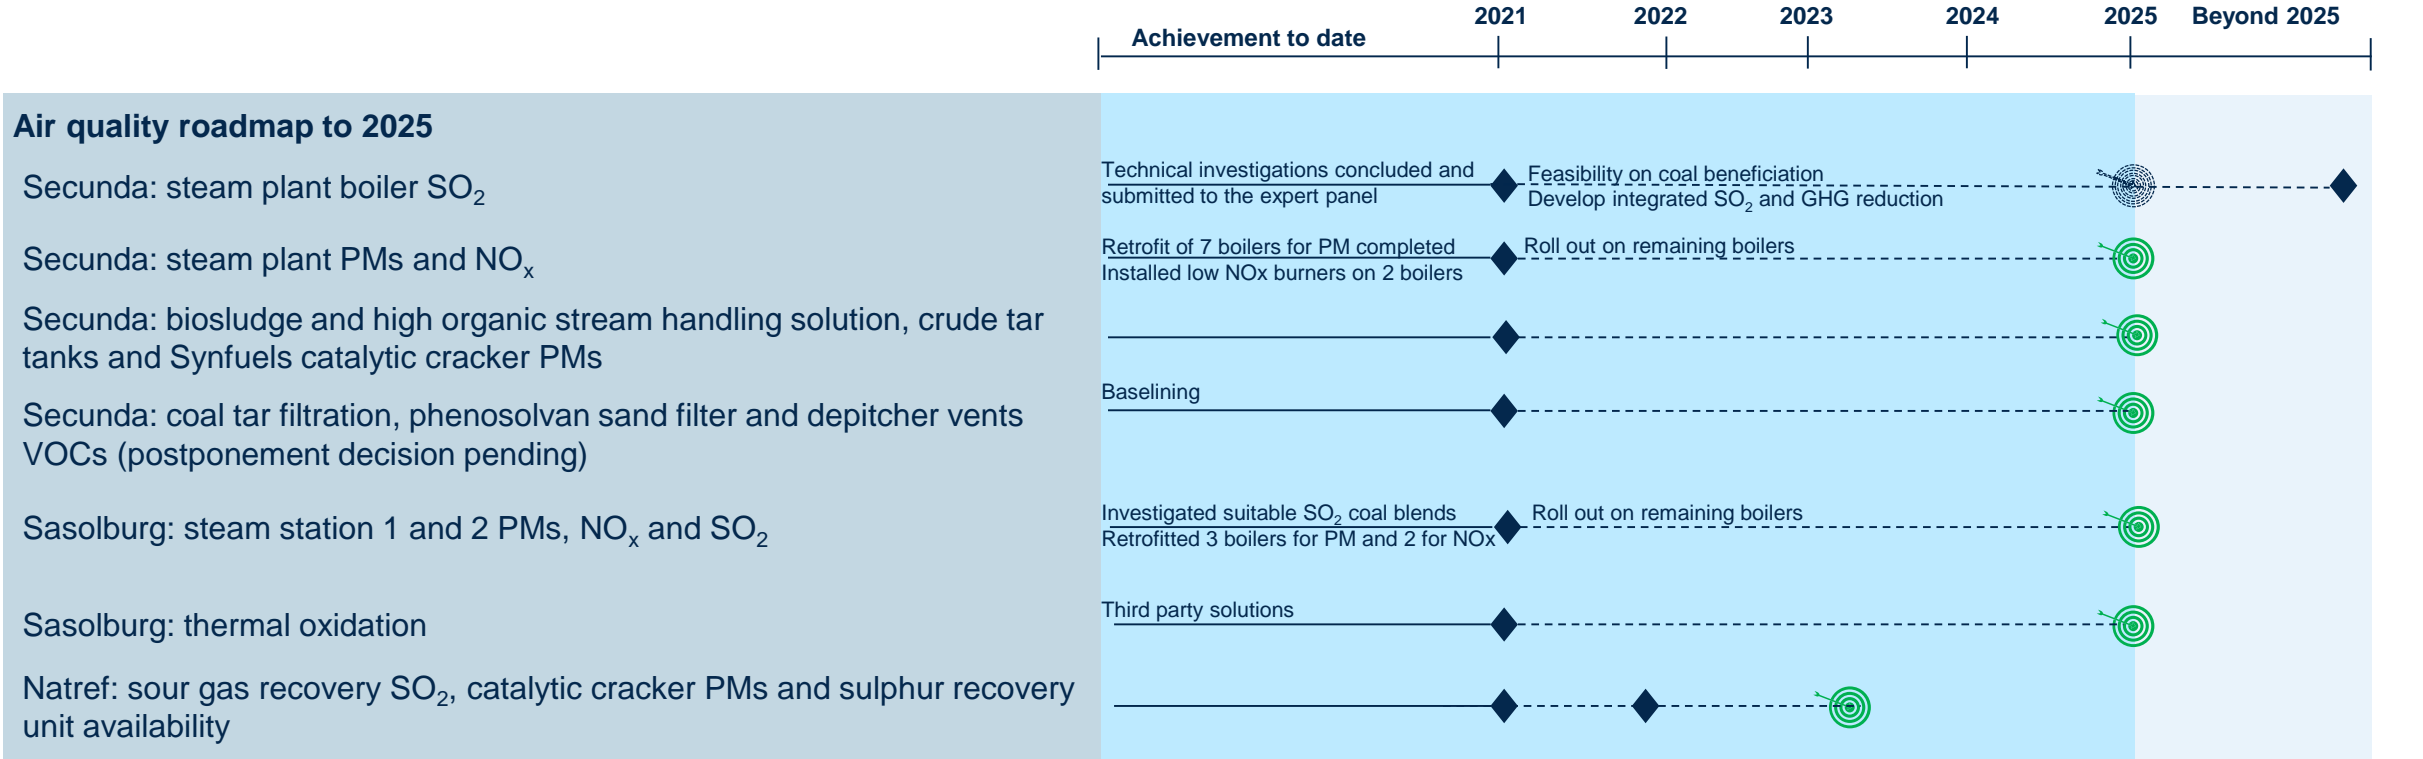 2021 2022 2023 2024 2025 Beyond 2025
Achievement to date
Air quality roadmap to 2025
Secunda: steam plant boiler SO₂
Technical investigations concluded and
submitted to the expert panel
Feasibility on coal beneficiation
Develop integrated SO₂ and GHG reduction
Secunda: steam plant PMs and NOₓ
Retrofit of 7 boilers for PM completed
Installed low NOx burners on 2 boilers
Roll out on remaining boilers
Secunda: biosludge and high organic stream handling solution, crude tar
tanks and Synfuels catalytic cracker PMs
Secunda: coal tar filtration, phenosolvan sand filter and depitcher vents
VOCs (postponement decision pending)
Baselining
Sasolburg: steam station 1 and 2 PMs, NOₓ and SO₂
Investigated suitable SO₂ coal blends
Retrofitted 3 boilers for PM and 2 for NOx
Roll out on remaining boilers
Sasolburg: thermal oxidation
Third party solutions
Natref: sour gas recovery SO₂, catalytic cracker PMs and sulphur recovery
unit availability